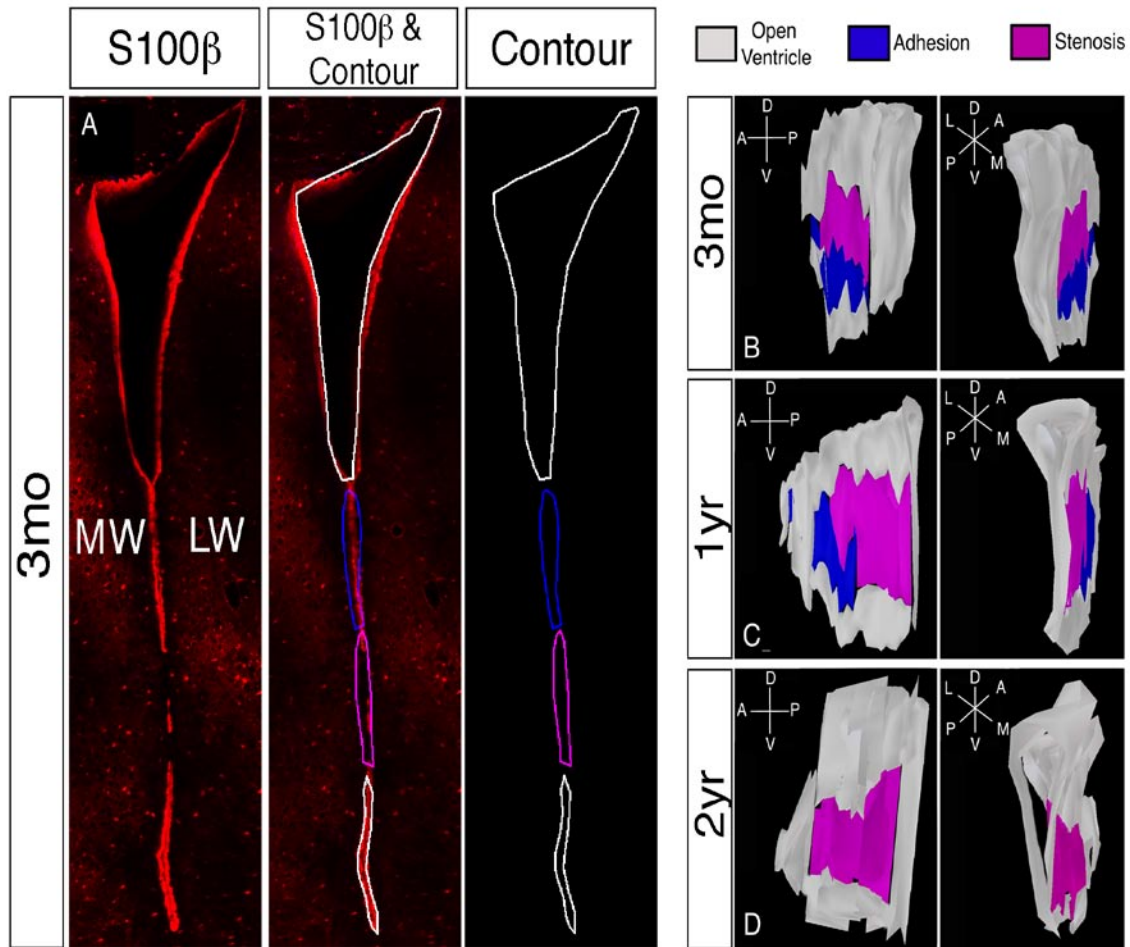 S100β
S100β &
Contour
Contour
Open
Ventricle
Adhesion
Stenosis
3mo
A
MW
LW
3mo
D
A
P
V
B
D
L
A
P
M
V
1yr
D
A
P
V
C
D
L
A
P
M
V
2yr
D
A
P
V
D
D
L
A
P
M
V